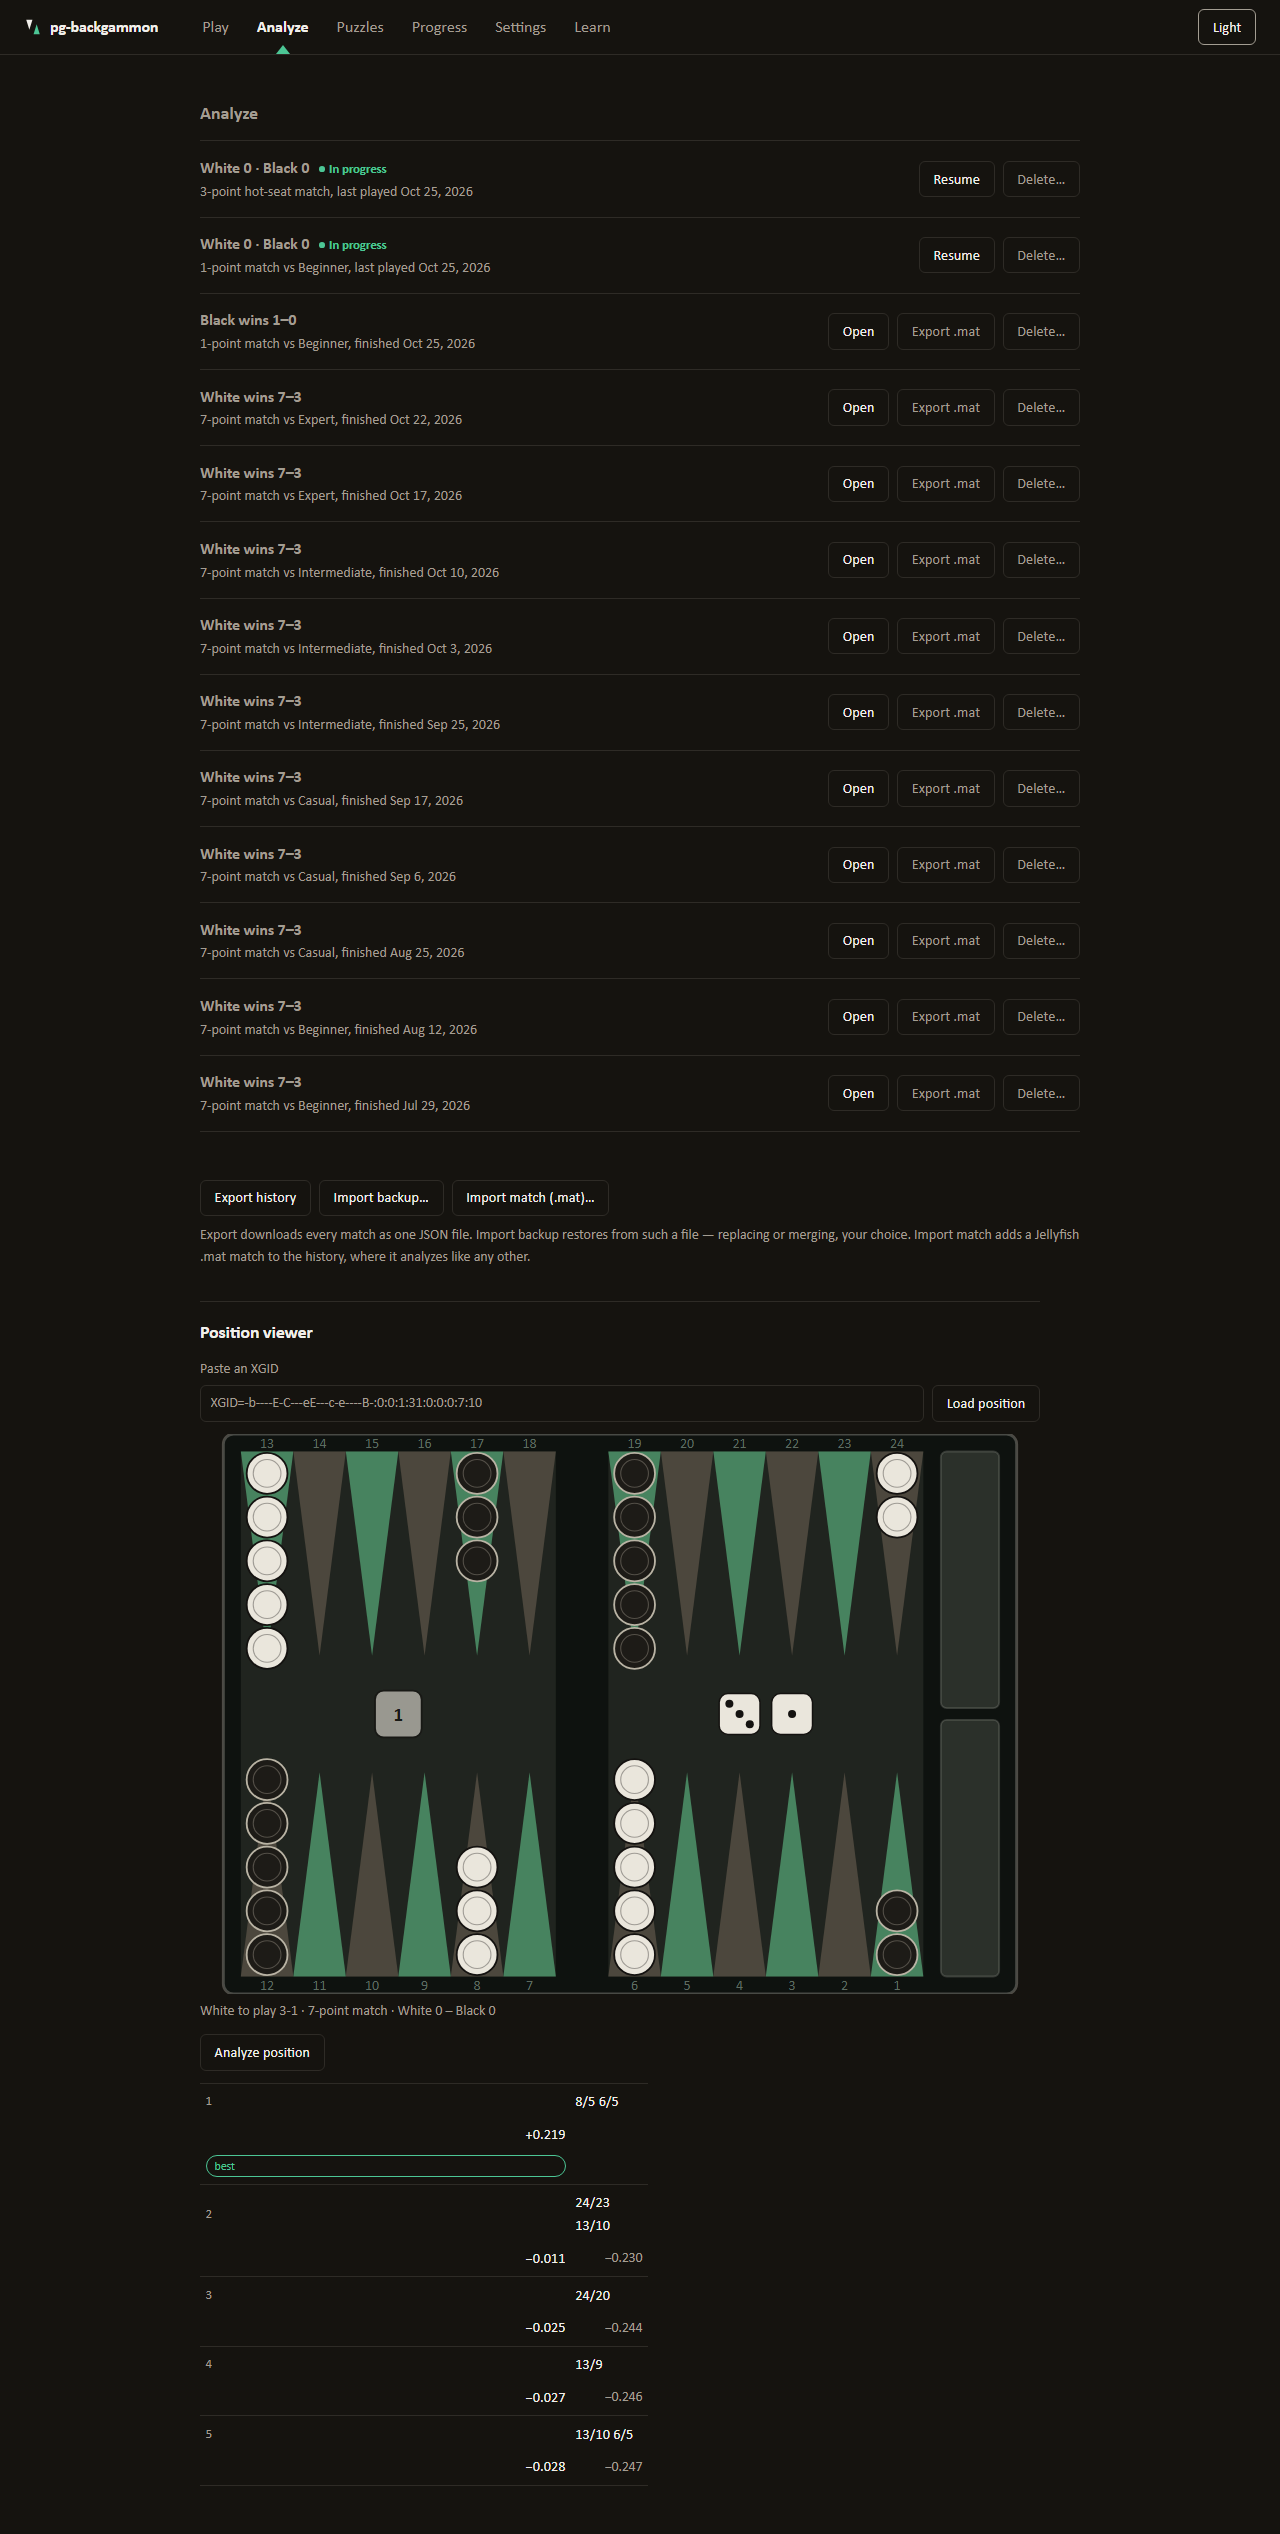 pg-backgammon Play Analyze Puzzles Progress Settings Learn Light
Analyze
White 0 · Black 0 In progress
3-point hot-seat match, last played Oct 25, 2026
Resume Delete...
White 0 · Black 0 In progress
1-point match vs Beginner, last played Oct 25, 2026
Resume Delete...
Black wins 1–0
1-point match vs Beginner, finished Oct 25, 2026
Open Export .mat Delete...
White wins 7–3
7-point match vs Expert, finished Oct 22, 2026
Open Export .mat Delete...
White wins 7–3
7-point match vs Expert, finished Oct 17, 2026
Open Export .mat Delete...
White wins 7–3
7-point match vs Intermediate, finished Oct 10, 2026
Open Export .mat Delete...
White wins 7–3
7-point match vs Intermediate, finished Oct 3, 2026
Open Export .mat Delete...
White wins 7–3
7-point match vs Intermediate, finished Sep 25, 2026
Open Export .mat Delete...
White wins 7–3
7-point match vs Casual, finished Sep 17, 2026
Open Export .mat Delete...
White wins 7–3
7-point match vs Casual, finished Sep 6, 2026
Open Export .mat Delete...
White wins 7–3
7-point match vs Casual, finished Aug 25, 2026
Open Export .mat Delete...
White wins 7–3
7-point match vs Beginner, finished Aug 12, 2026
Open Export .mat Delete...
White wins 7–3
7-point match vs Beginner, finished Jul 29, 2026
Open Export .mat Delete...
Export history Import backup... Import match (.mat)...
Export downloads every match as one JSON file. Import backup restores from such a file — replacing or merging, your choice. Import match adds a Jellyfish
.mat match to the history, where it analyzes like any other.
Position viewer
Paste an XGID
XGID=-b----E-C---eE---c-e----B-:0:0:1:31:0:0:0:7:10 Load position
13 14 15 16 17 18 19 20 21 22 23 24
1
12 11 10 9 8 7 6 5 4 3 2 1
White to play 3-1 · 7-point match · White 0 – Black 0
Analyze position
1 8/5 6/5
+0.219
best
2 24/23
13/10
−0.011 −0.230
3 24/20
−0.025 −0.244
4 13/9
−0.027 −0.246
5 13/10 6/5
−0.028 −0.247